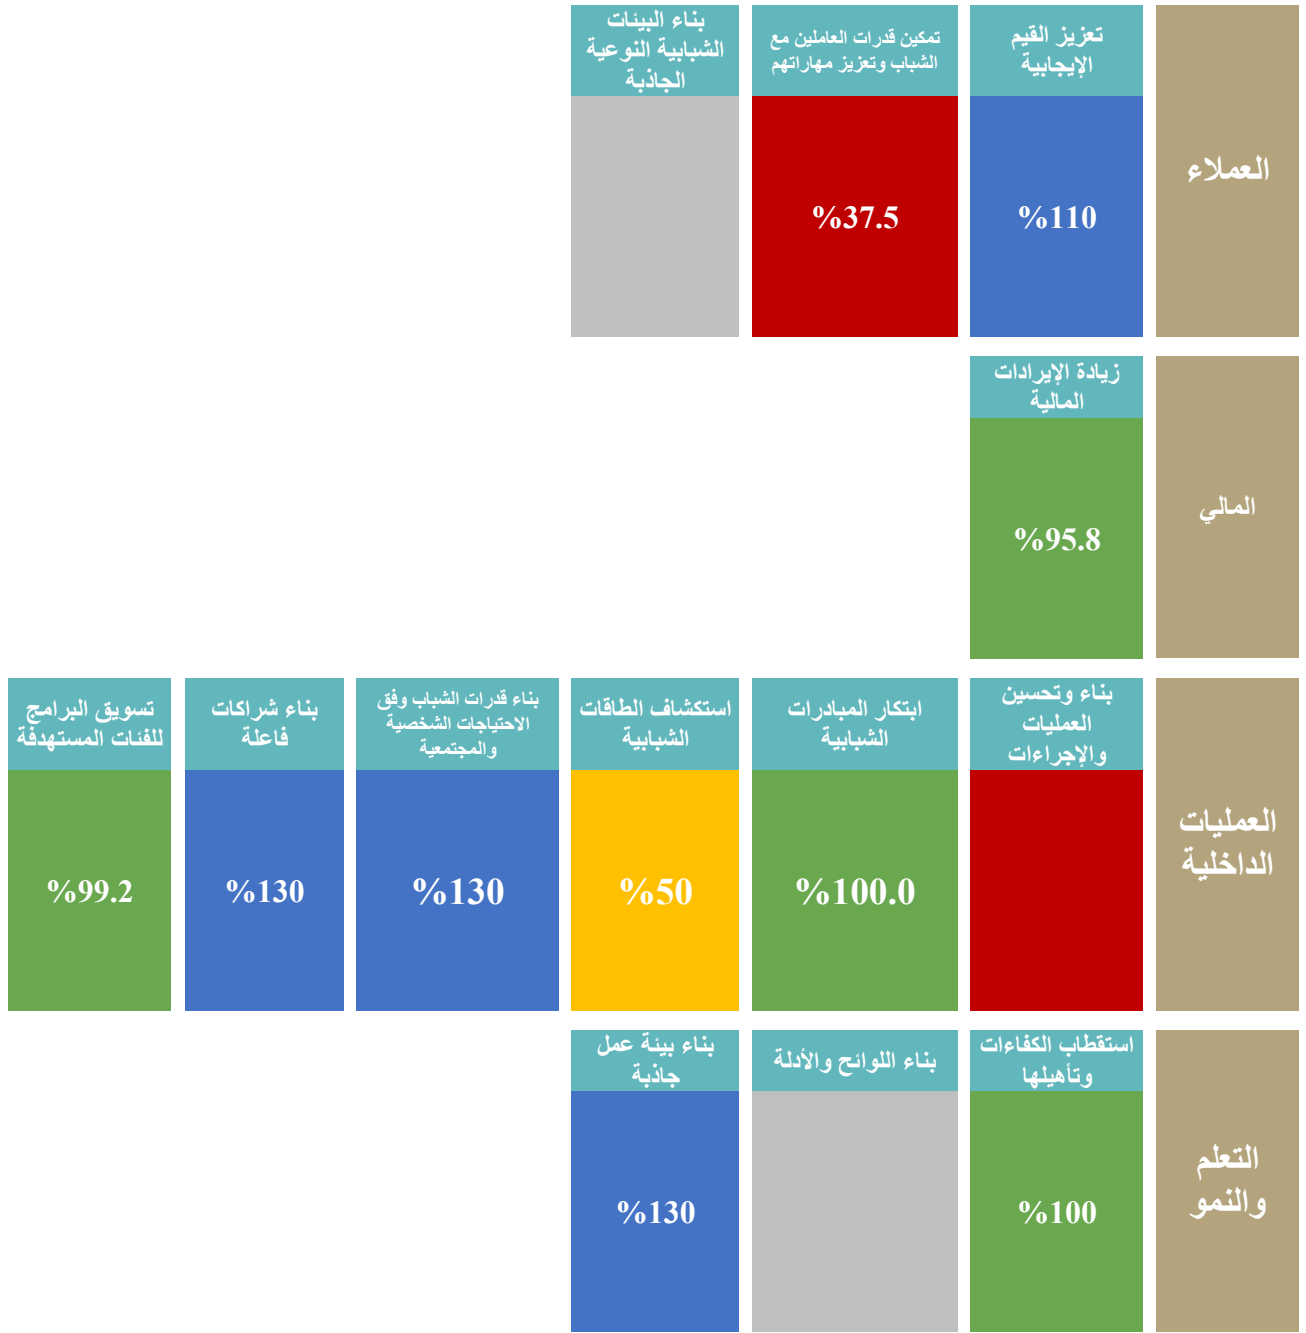 العملاء
تعزيز القيم
الإيجابية
%110
تمكين قدرات العاملين مع
الشباب وتعزيز مهاراتهم
%37.5
بناء البيئات
الشبابية النوعية
الجاذبة
المالي
زيادة الإيرادات
المالية
%95.8
العمليات
الداخلية
بناء وتحسين
العمليات
والإجراءات
ابتكار المبادرات
الشبابية
%100.0
استكشاف الطاقات
الشبابية
%50
بناء قدرات الشباب وفق
الاحتياجات الشخصية
والمجتمعية
%130
بناء شراكات
فاعلة
%130
تسويق البرامج
للفئات المستهدفة
%99.2
التعلم
والنمو
استقطاب الكفاءات
وتأهيلها
%100
بناء اللوائح والأدلة
بناء بيئة عمل
جاذبة
%130